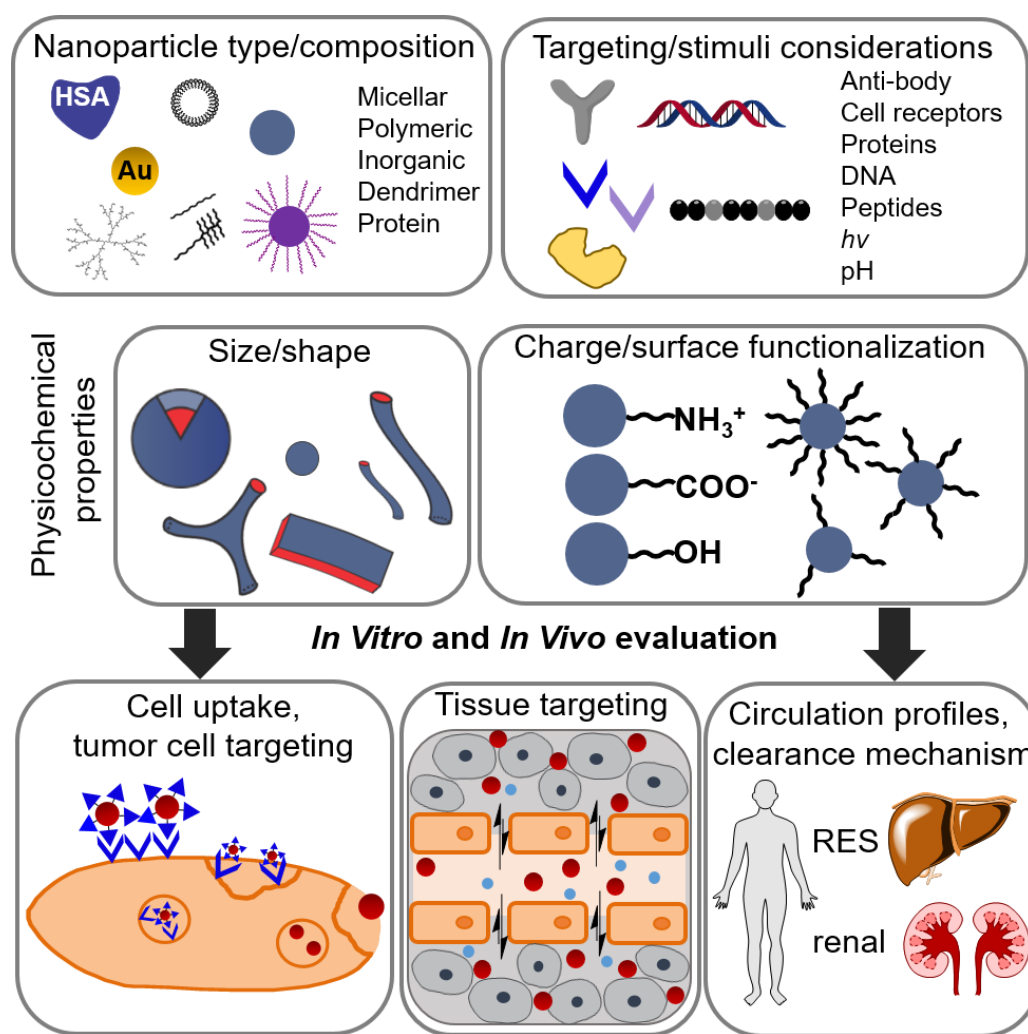 Nanoparticle type/composition
HSA
Au
Micellar
Polymeric
Inorganic
Dendrimer
Protein
Targeting/stimuli considerations
Anti-body
Cell receptors
Proteins
DNA
Peptides
hv
pH
Physicochemical
properties
Size/shape
Charge/surface functionalization
NH₃⁺
COO⁻
OH
In Vitro and In Vivo evaluation
Cell uptake,
tumor cell targeting
Tissue targeting
Circulation profiles,
clearance mechanism
RES
renal